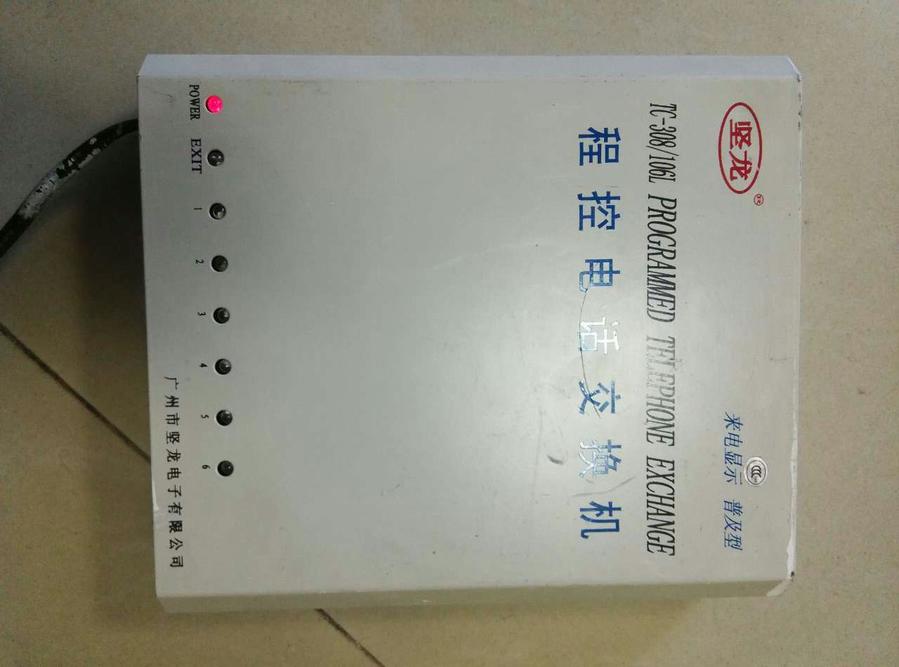 坚龙
来电显示 普及型
TC-308/106L PROGRAMMED TELEPHONE EXCHANGE
程控电话交换机
POWER EXIT 1 2 3 4 5 6
广州市坚龙电子有限公司